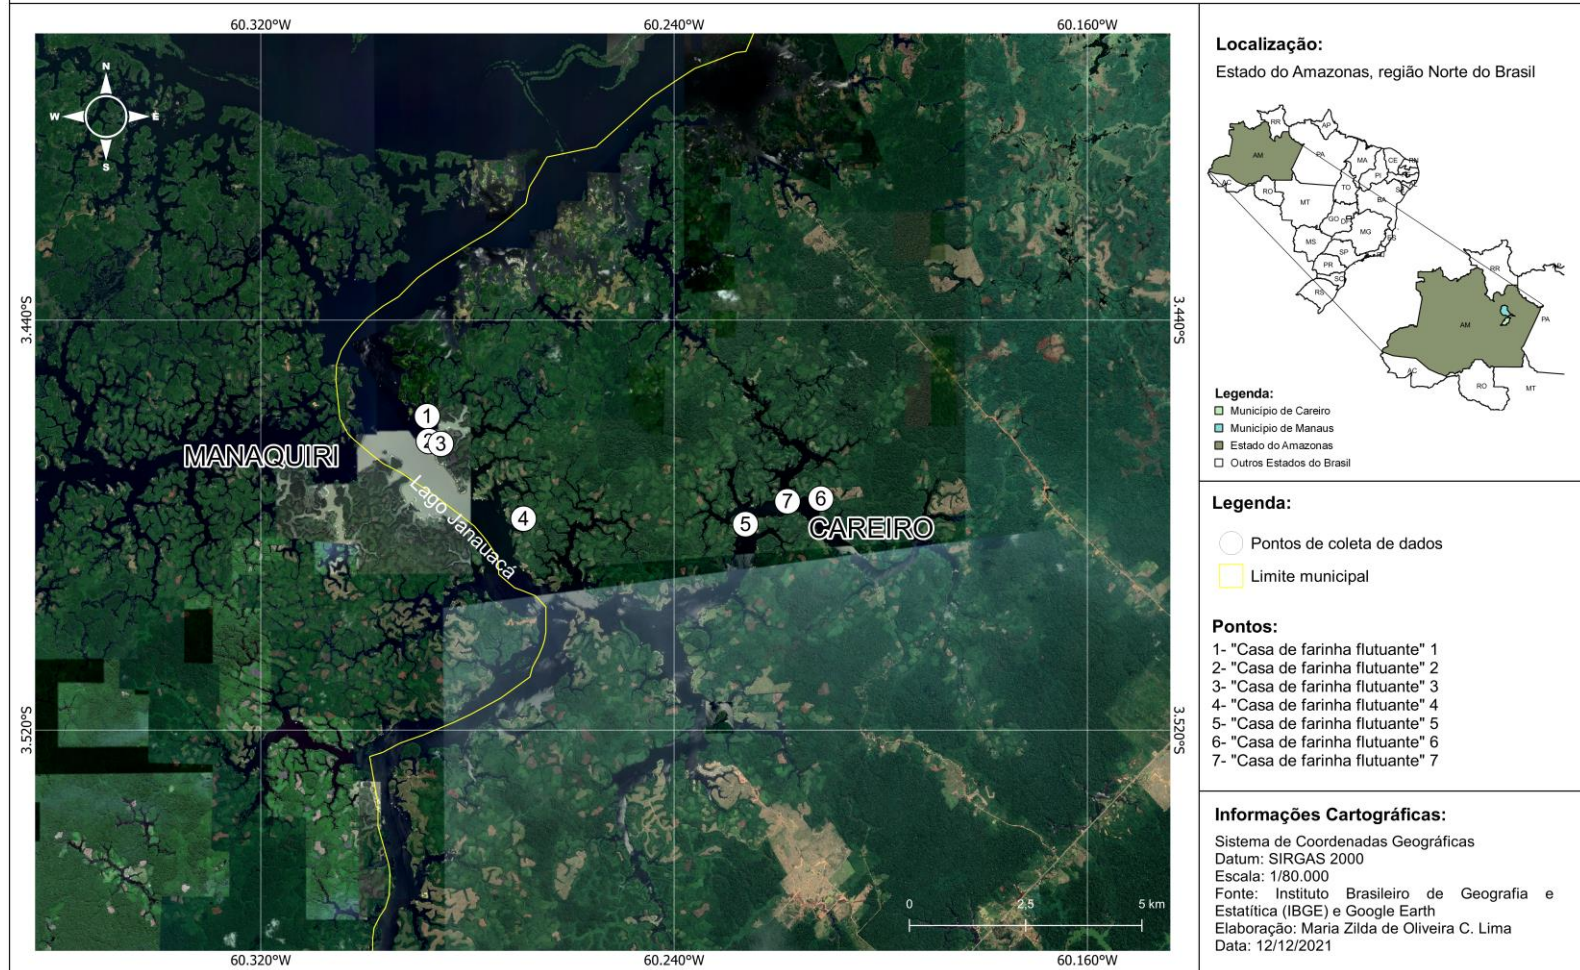 60.320°W
60.240°W
60.160°W
N
W
E
S
3.440°S
3.440°S
1
2
3
MANAQUIRI
Lago Janauacá
4
5
7
6
CAREIRO
3.520°S
3.520°S
0
2,5
5 km
60.320°W
60.240°W
60.160°W
Localização:
Estado do Amazonas, região Norte do Brasil
RR
AP
AM
PA
MA
CE
RN
PI
AC
RO
TO
BA
MT
GO
MG
MS
ES
SP
PR
SC
RS
RR
AM
PA
AC
RO
MT
Legenda:
Município de Careiro
Município de Manaus
Estado do Amazonas
Outros Estados do Brasil
Legenda:
Pontos de coleta de dados
Limite municipal
Pontos:
1- "Casa de farinha flutuante" 1
2- "Casa de farinha flutuante" 2
3- "Casa de farinha flutuante" 3
4- "Casa de farinha flutuante" 4
5- "Casa de farinha flutuante" 5
6- "Casa de farinha flutuante" 6
7- "Casa de farinha flutuante" 7
Informações Cartográficas:
Sistema de Coordenadas Geográficas
Datum: SIRGAS 2000
Escala: 1/80.000
Fonte: Instituto Brasileiro de Geografia e
Estatítica (IBGE) e Google Earth
Elaboração: Maria Zilda de Oliveira C. Lima
Data: 12/12/2021